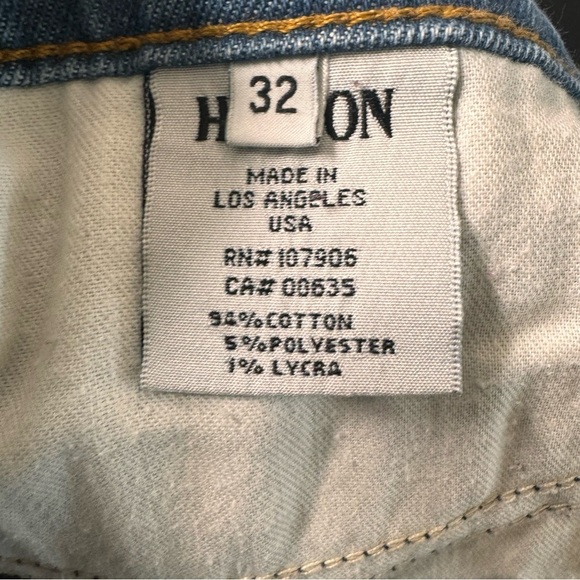 32
H ON
MADE IN
LOS ANGELES
USA
RN# 107906
CA# 00635
94% COTTON
5% POLYESTER
1% LYCRA